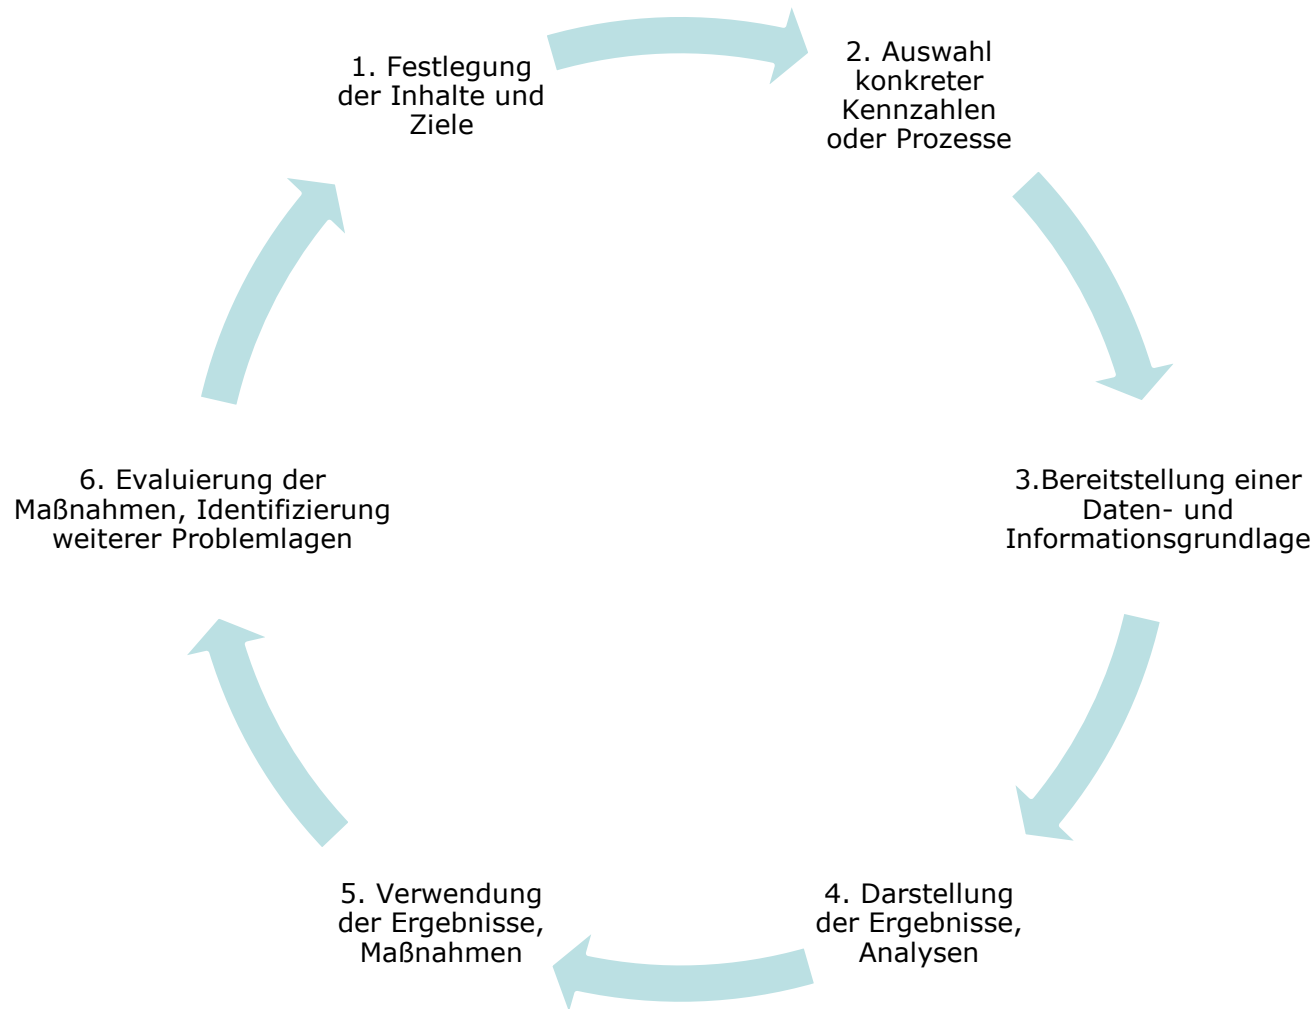 1. Festlegung
der Inhalte und
Ziele
2. Auswahl
konkreter
Kennzahlen
oder Prozesse
3.Bereitstellung einer
Daten- und
Informationsgrundlage
4. Darstellung
der Ergebnisse,
Analysen
5. Verwendung
der Ergebnisse,
Maßnahmen
6. Evaluierung der
Maßnahmen, Identifizierung
weiterer Problemlagen